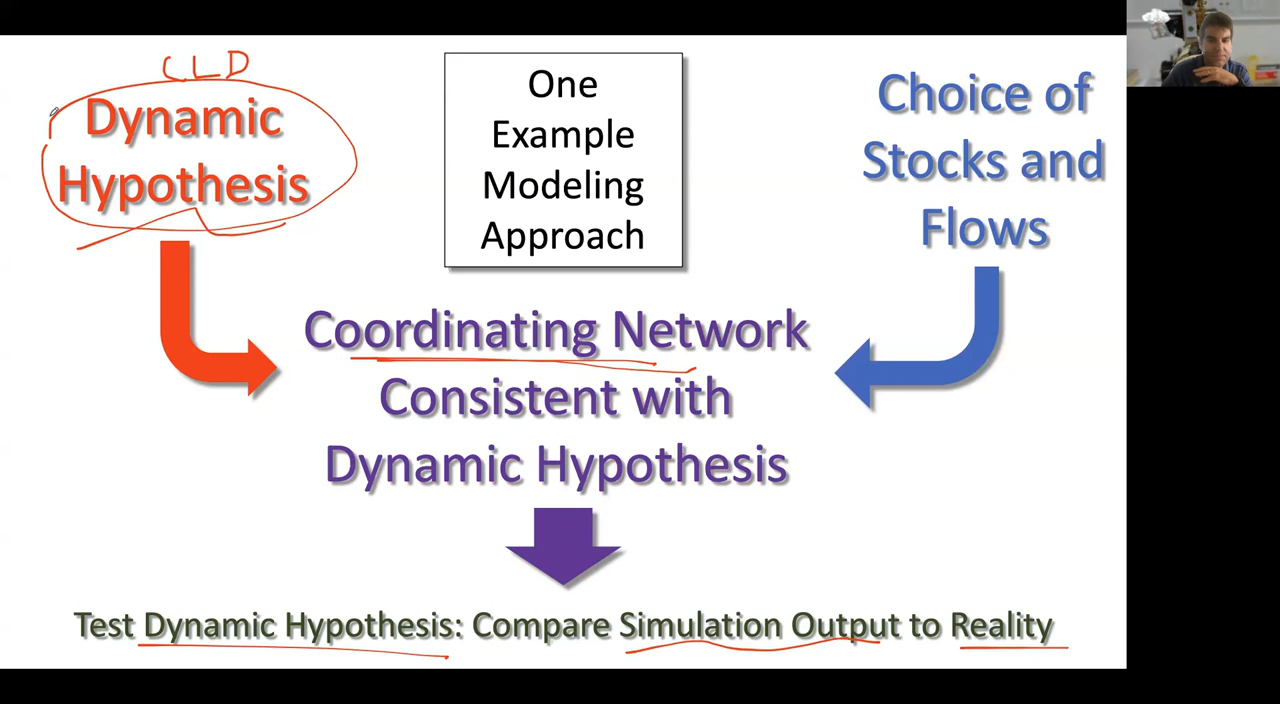 CLD
Dynamic
Hypothesis
One
Example
Modeling
Approach
Choice of
Stocks and
Flows
Coordinating Network
Consistent with
Dynamic Hypothesis
Test Dynamic Hypothesis: Compare Simulation Output to Reality